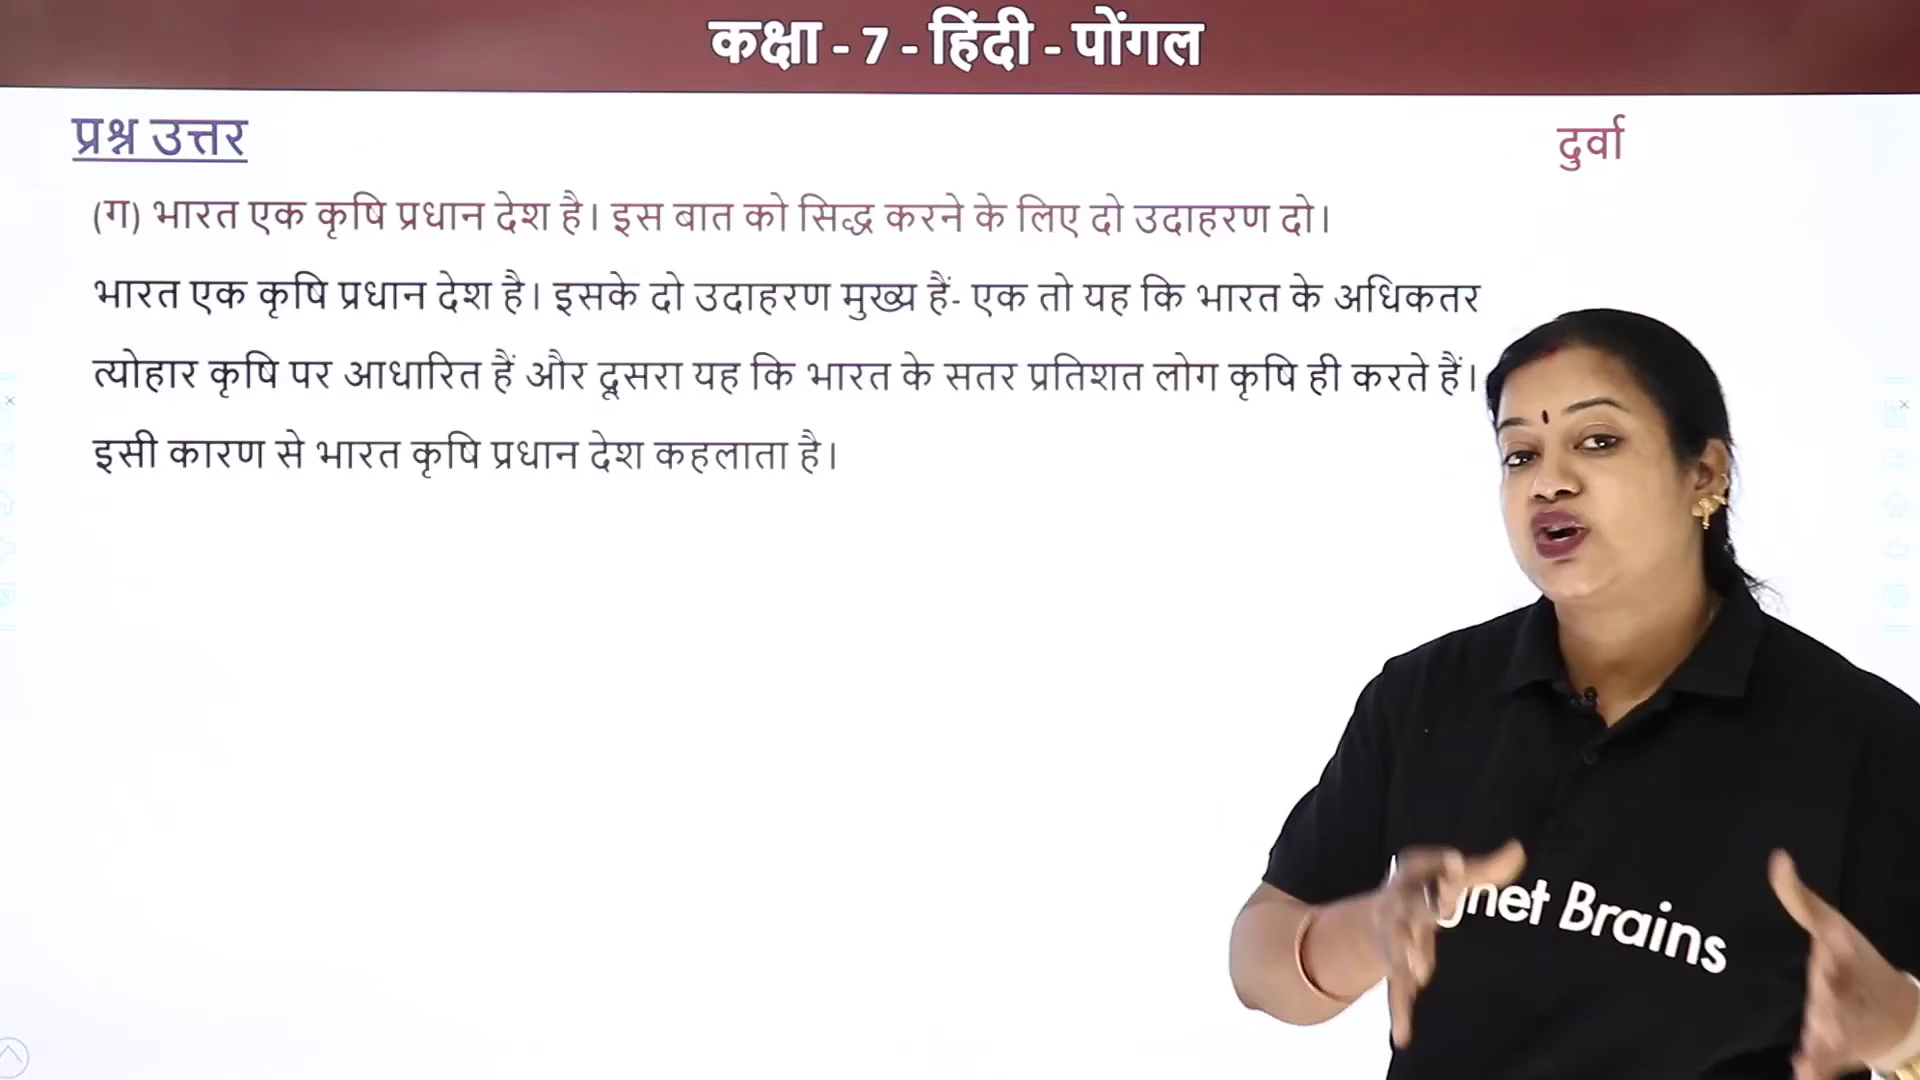 कक्षा - 7 - हिंदी - पोंगल
प्रश्न उत्तर
दुर्वा
(ग) भारत एक कृषि प्रधान देश है। इस बात को सिद्ध करने के लिए दो उदाहरण दो।
भारत एक कृषि प्रधान देश है। इसके दो उदाहरण मुख्य हैं- एक तो यह कि भारत के अधिकतर
त्योहार कृषि पर आधारित हैं और दूसरा यह कि भारत के सतर प्रतिशत लोग कृषि ही करते हैं।
इसी कारण से भारत कृषि प्रधान देश कहलाता है।
Brains